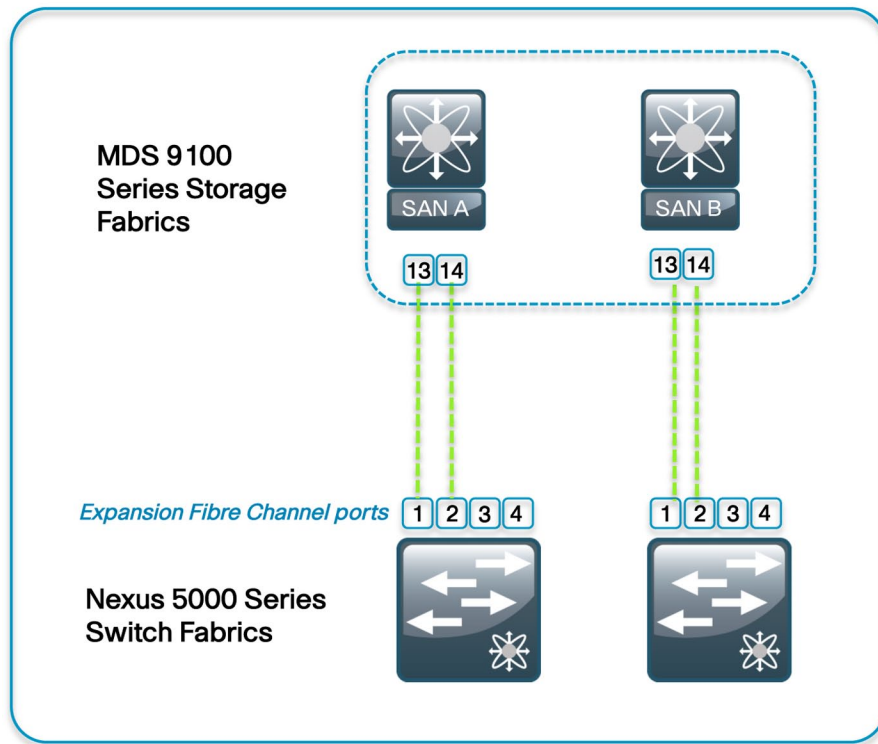 MDS 9100
Series Storage
Fabrics
SAN A
SAN B
13 14
13 14
Expansion Fibre Channel ports
1 2 3 4
1 2 3 4
Nexus 5000 Series
Switch Fabrics